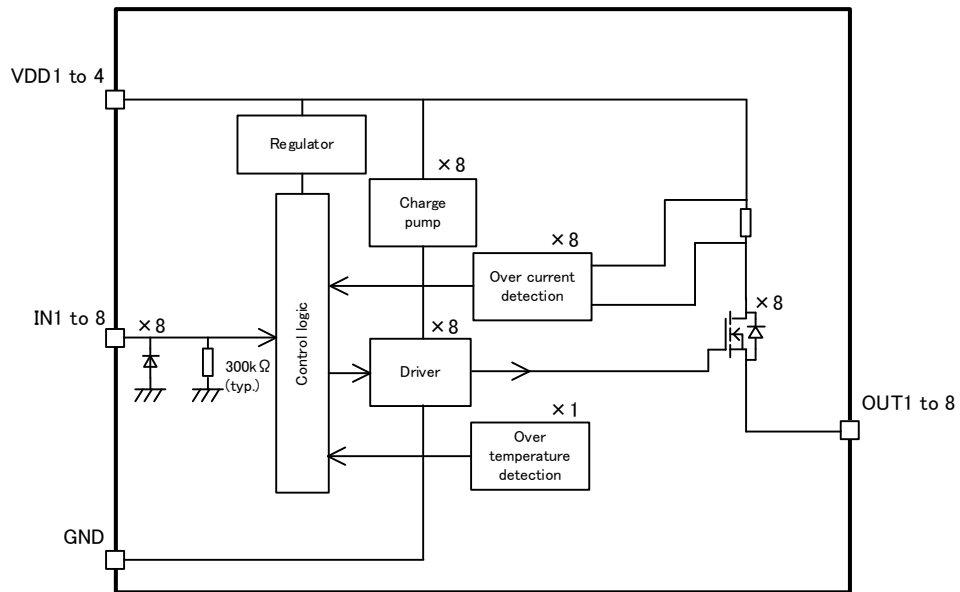 VDD1 to 4
Regulator
×8
Charge
pump
×8
Over current
detection
IN1 to 8
×8
300kΩ
(typ.)
Control logic
×8
Driver
×8
OUT1 to 8
×1
Over
temperature
detection
GND